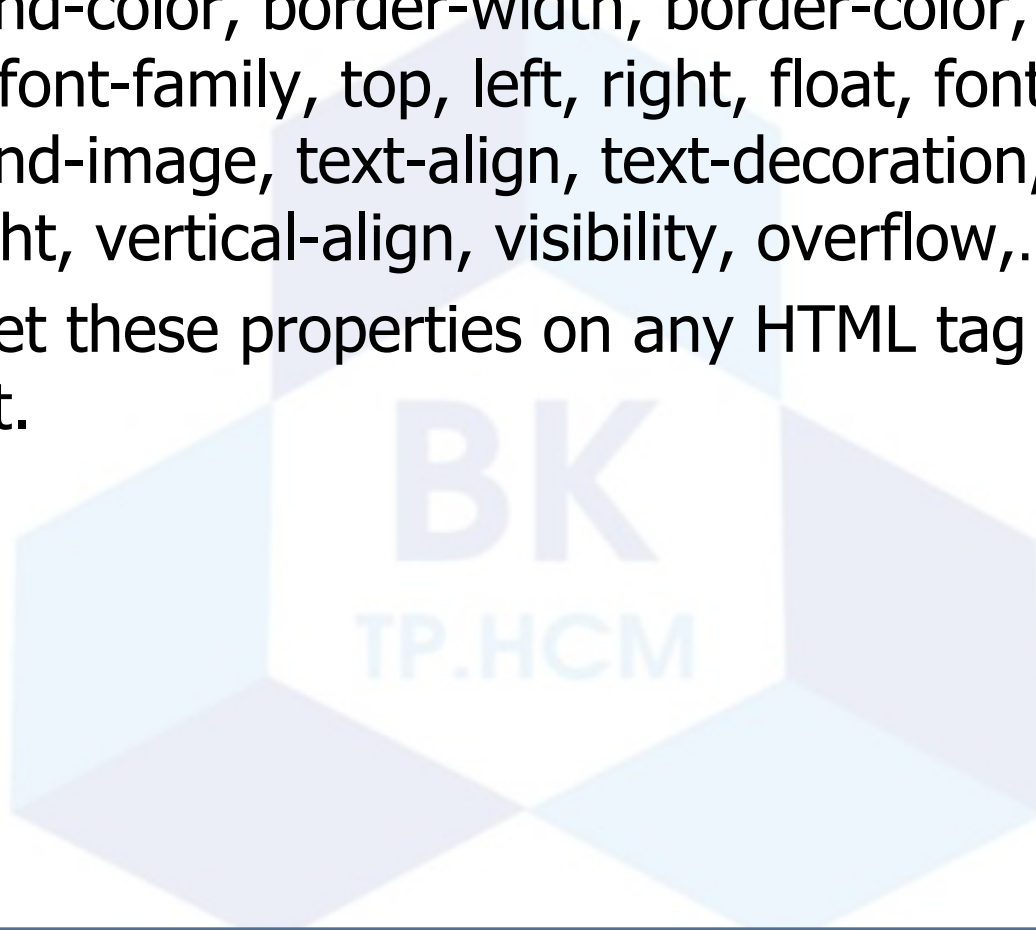 nd-color, border-width, border-color,
font-family, top, left, right, float, font
nd-image, text-align, text-decoration,
ht, vertical-align, visibility, overflow,.
et these properties on any HTML tag
t.
BK
TP.HCM